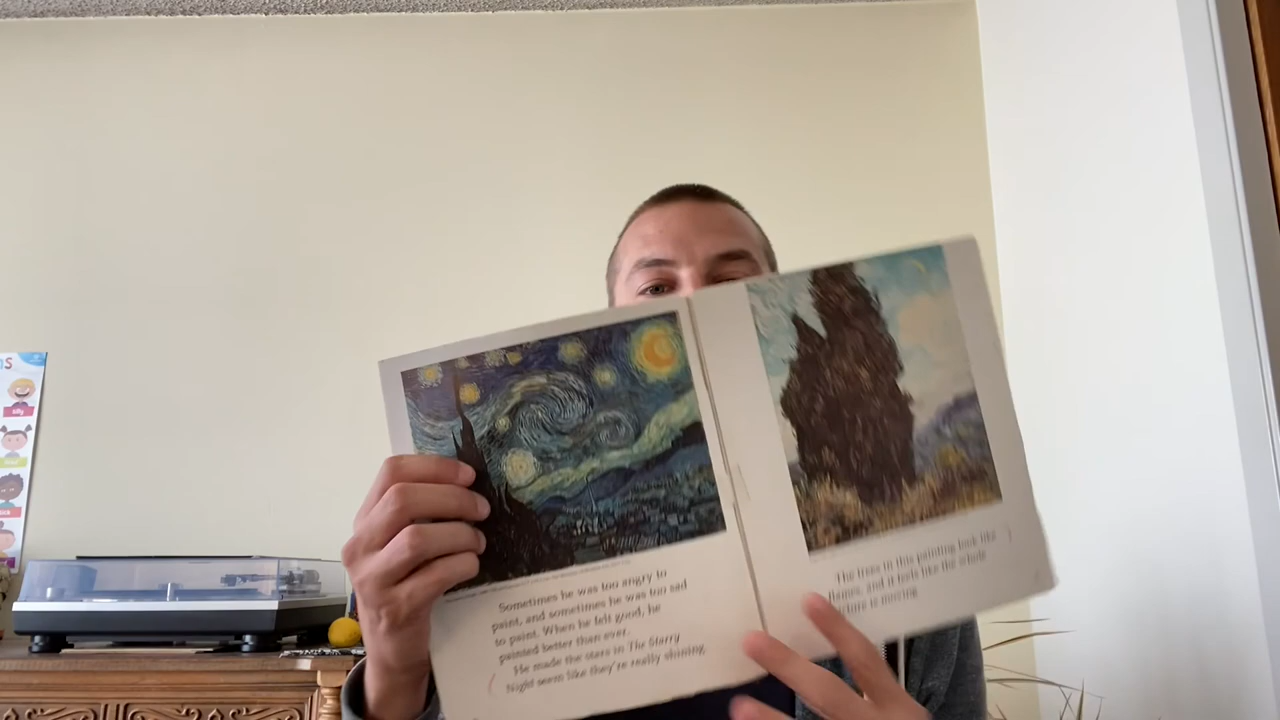 Sometimes he was too angry to
paint, and sometimes he was too sad
to paint. When he felt good, he
painted better than ever.
He made the stars in The Starry
Night seem like they're really shining.
The trees in this painting look like
flames, and it feels like the whole
picture is moving